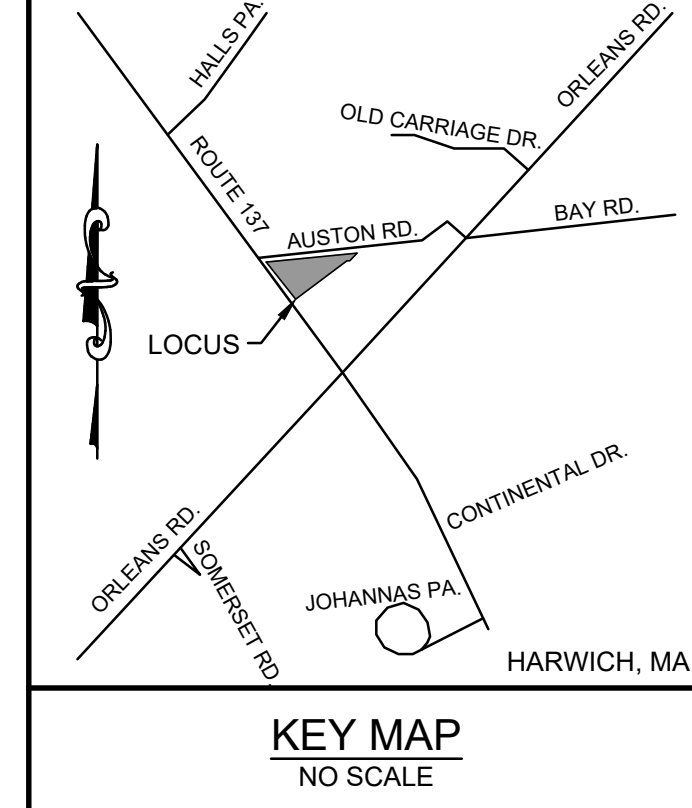 HALLS PA.
ORLEANS RD.
OLD CARRIAGE DR.
ROUTE 137
BAY RD.
AUSTON RD.
LOCUS
CONTINENTAL DR.
ORLEANS RD.
SOMERSET RD.
JOHANNAS PA.
HARWICH, MA
KEY MAP
NO SCALE